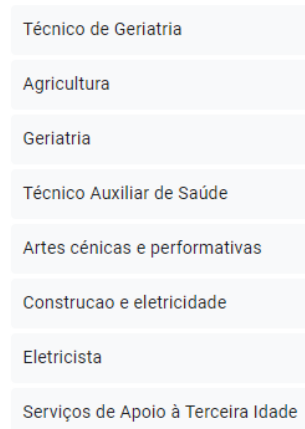 Técnico de Geriatria
Agricultura
Geriatria
Técnico Auxiliar de Saúde
Artes cénicas e performativas
Construcao e eletricidade
Eletricista
Serviços de Apoio à Terceira Idade